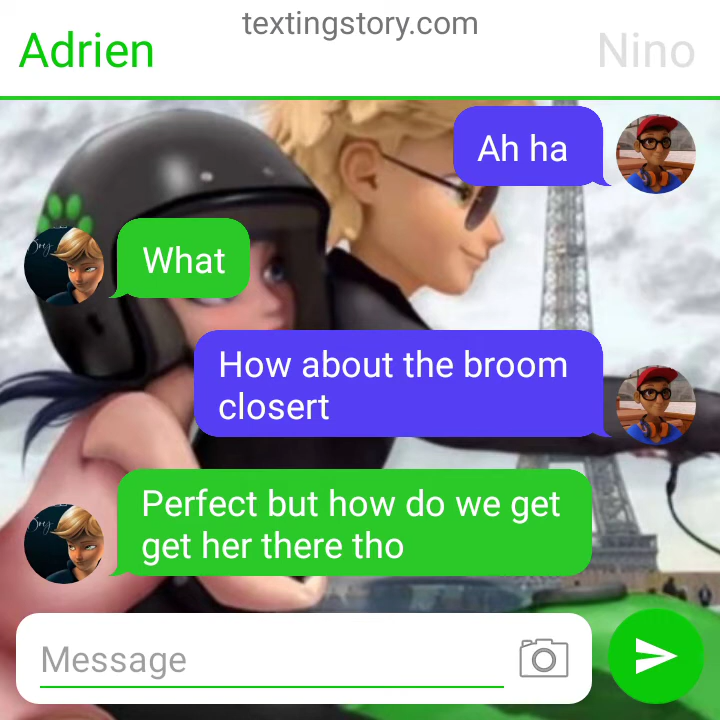 textingstory.com
Adrien
Nino
Ah ha
What
How about the broom
closert
Perfect but how do we get
get her there tho
Message